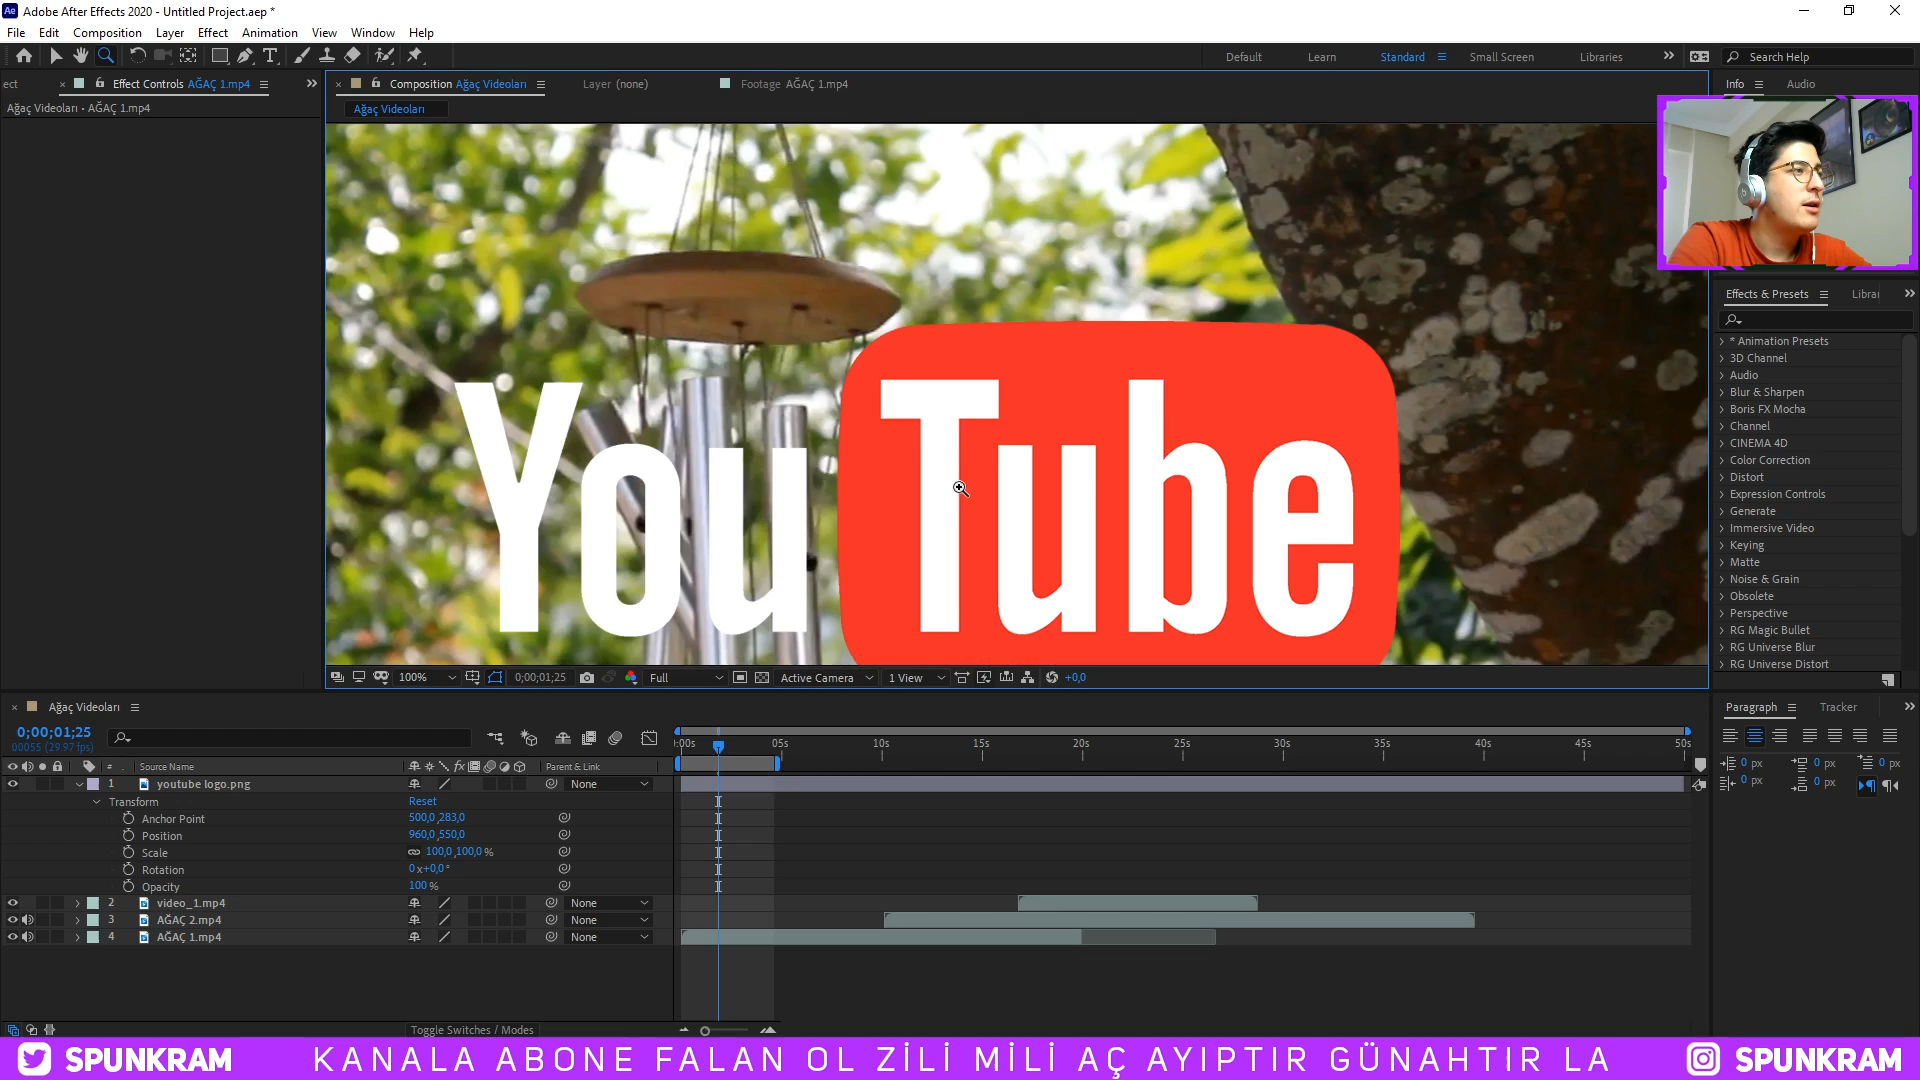 Ae Adobe After Effects 2020 - Untitled Project.aep *
File Edit Composition Layer Effect Animation View Window Help
Default Learn Standard Small Screen Libraries Search Help
ect Effect Controls AĞAÇ 1.mp4
Composition Ağaç Videoları Layer (none) Footage AĞAÇ 1.mp4
Info Audio
Ağaç Videoları • AĞAÇ 1.mp4
Ağaç Videoları
You Tube
Effects & Presets Librar
* Animation Presets
3D Channel
Audio
Blur & Sharpen
Boris FX Mocha
Channel
CINEMA 4D
Color Correction
Distort
Expression Controls
Generate
Immersive Video
Keying
Matte
Noise & Grain
Obsolete
Perspective
RG Magic Bullet
RG Universe Blur
RG Universe Distort
100% 0;00;01;25 Full Active Camera 1 View +0,0
Ağaç Videoları
Paragraph Tracker
0;00;01;25
00055 (29.97 fps)
:00s 05s 10s 15s 20s 25s 30s 35s 40s 45s 50s
0 px 0 px 0 px
0 px 0 px
# Source Name Parent & Link
1 youtube logo.png None
Transform Reset
Anchor Point 500,0,283,0
Position 960,0,550,0
Scale 100,0,100,0 %
Rotation 0x+0,0°
Opacity 100 %
2 video_1.mp4 None
3 AĞAÇ 2.mp4 None
4 AĞAÇ 1.mp4 None
Toggle Switches / Modes
SPUNKRAM KANALA ABONE FALAN OL ZİLİ MİLİ AÇ AYIPTIR GÜNAHTIR LA SPUNKRAM